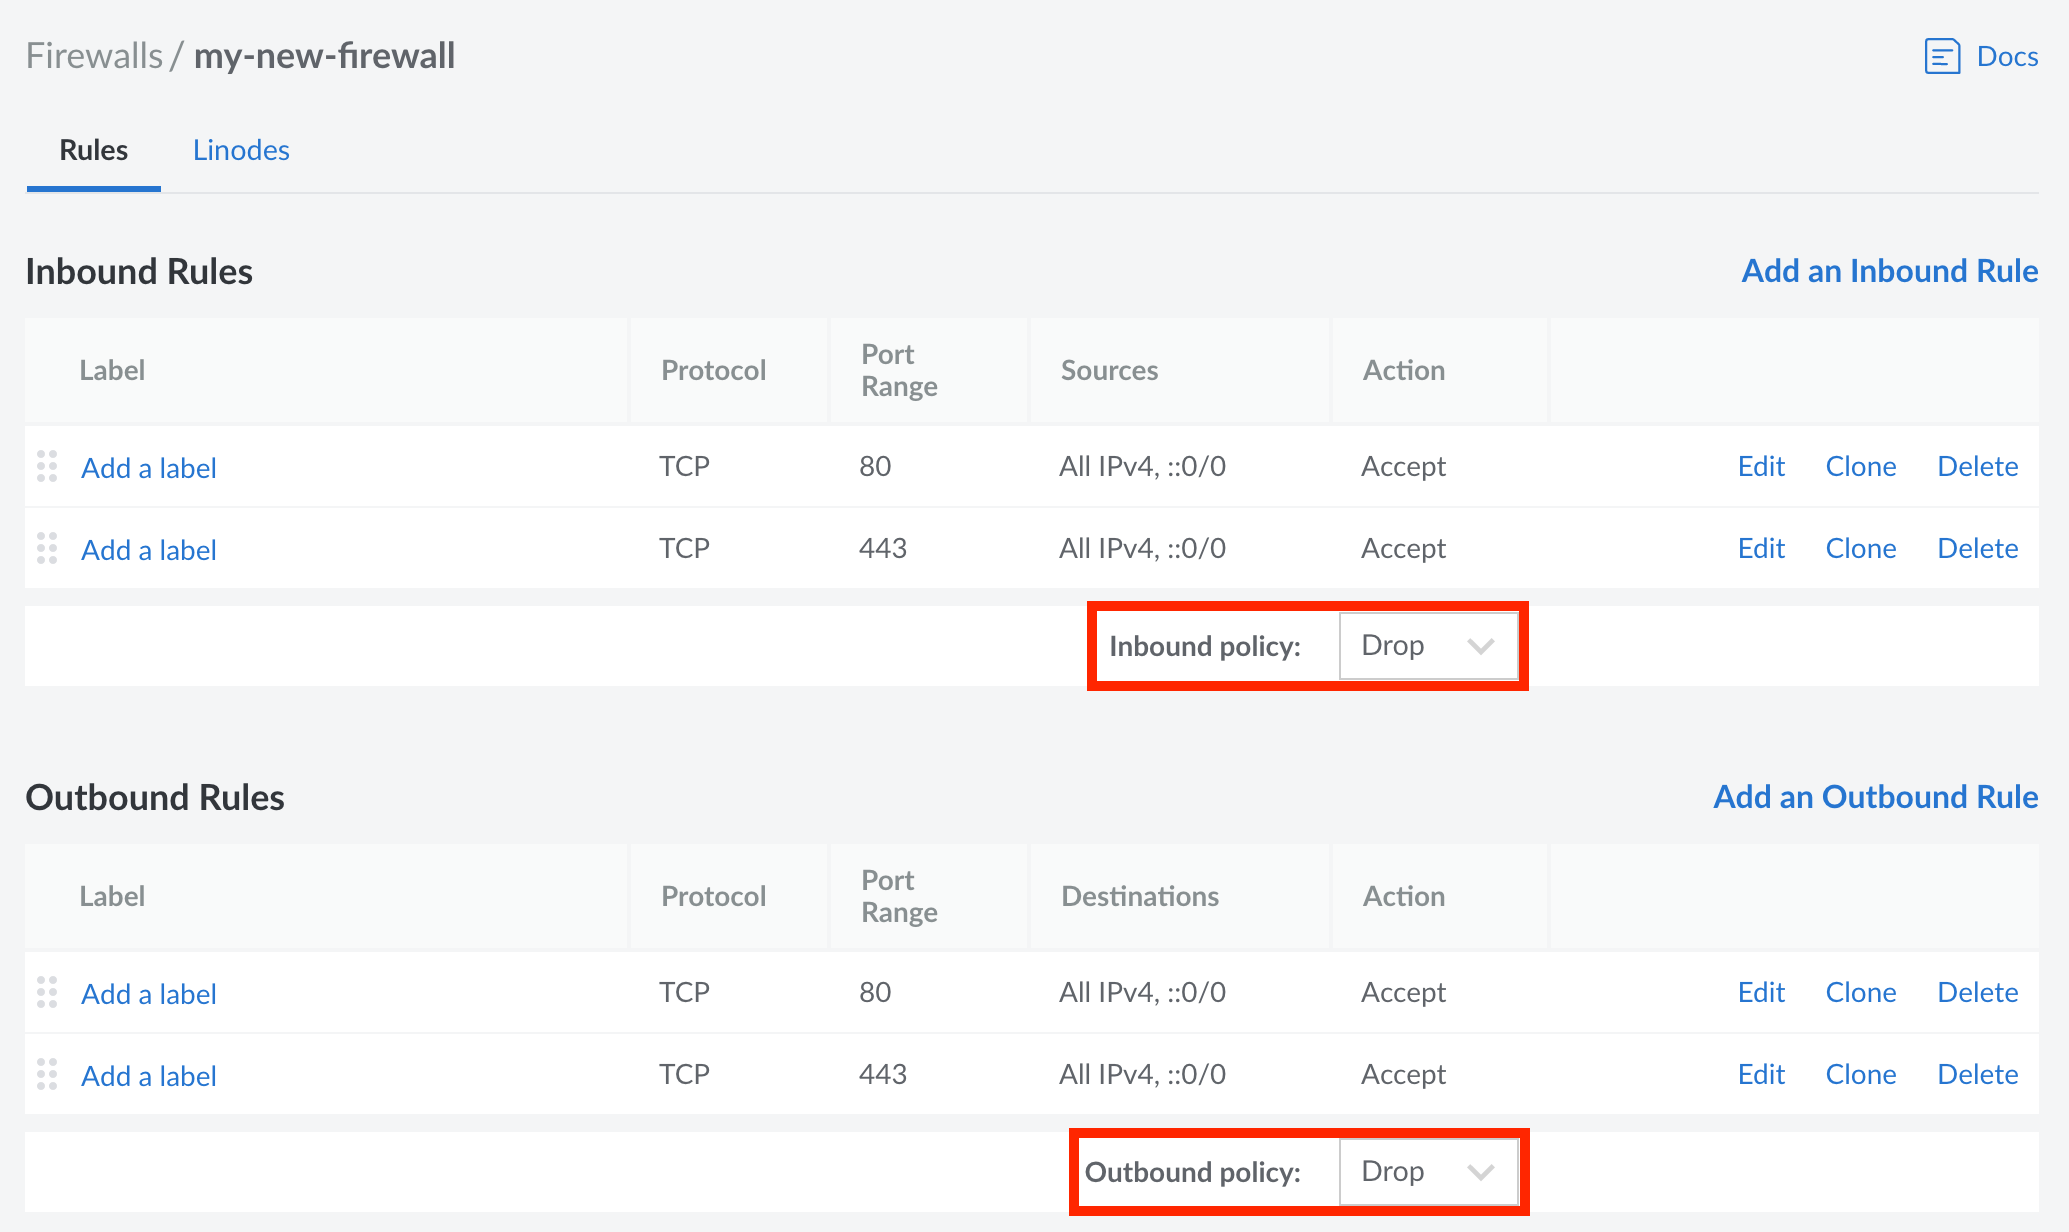 Firewalls / my-new-firewall
Docs
Rules Linodes
Inbound Rules
Add an Inbound Rule
Label Protocol Port Range Sources Action
Add a label TCP 80 All IPv4, ::0/0 Accept Edit Clone Delete
Add a label TCP 443 All IPv4, ::0/0 Accept Edit Clone Delete
Inbound policy: Drop
Outbound Rules
Add an Outbound Rule
Label Protocol Port Range Destinations Action
Add a label TCP 80 All IPv4, ::0/0 Accept Edit Clone Delete
Add a label TCP 443 All IPv4, ::0/0 Accept Edit Clone Delete
Outbound policy: Drop